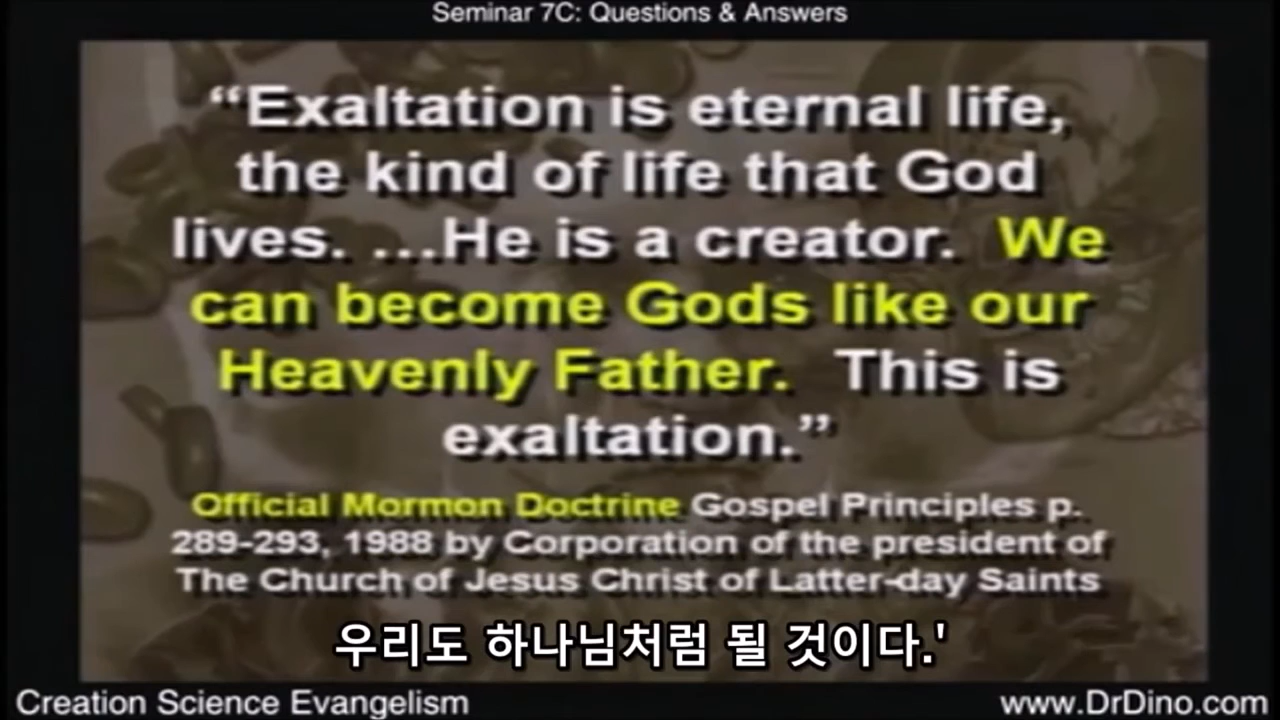 Seminar 7C: Questions & Answers
“Exaltation is eternal life,
the kind of life that God
lives. ...He is a creator. We
can become Gods like our
Heavenly Father. This is
exaltation.”
Official Mormon Doctrine Gospel Principles p.
289-293, 1988 by Corporation of the president of
The Church of Jesus Christ of Latter-day Saints
우리도 하나님처럼 될 것이다.'
Creation Science Evangelism
www.DrDino.com